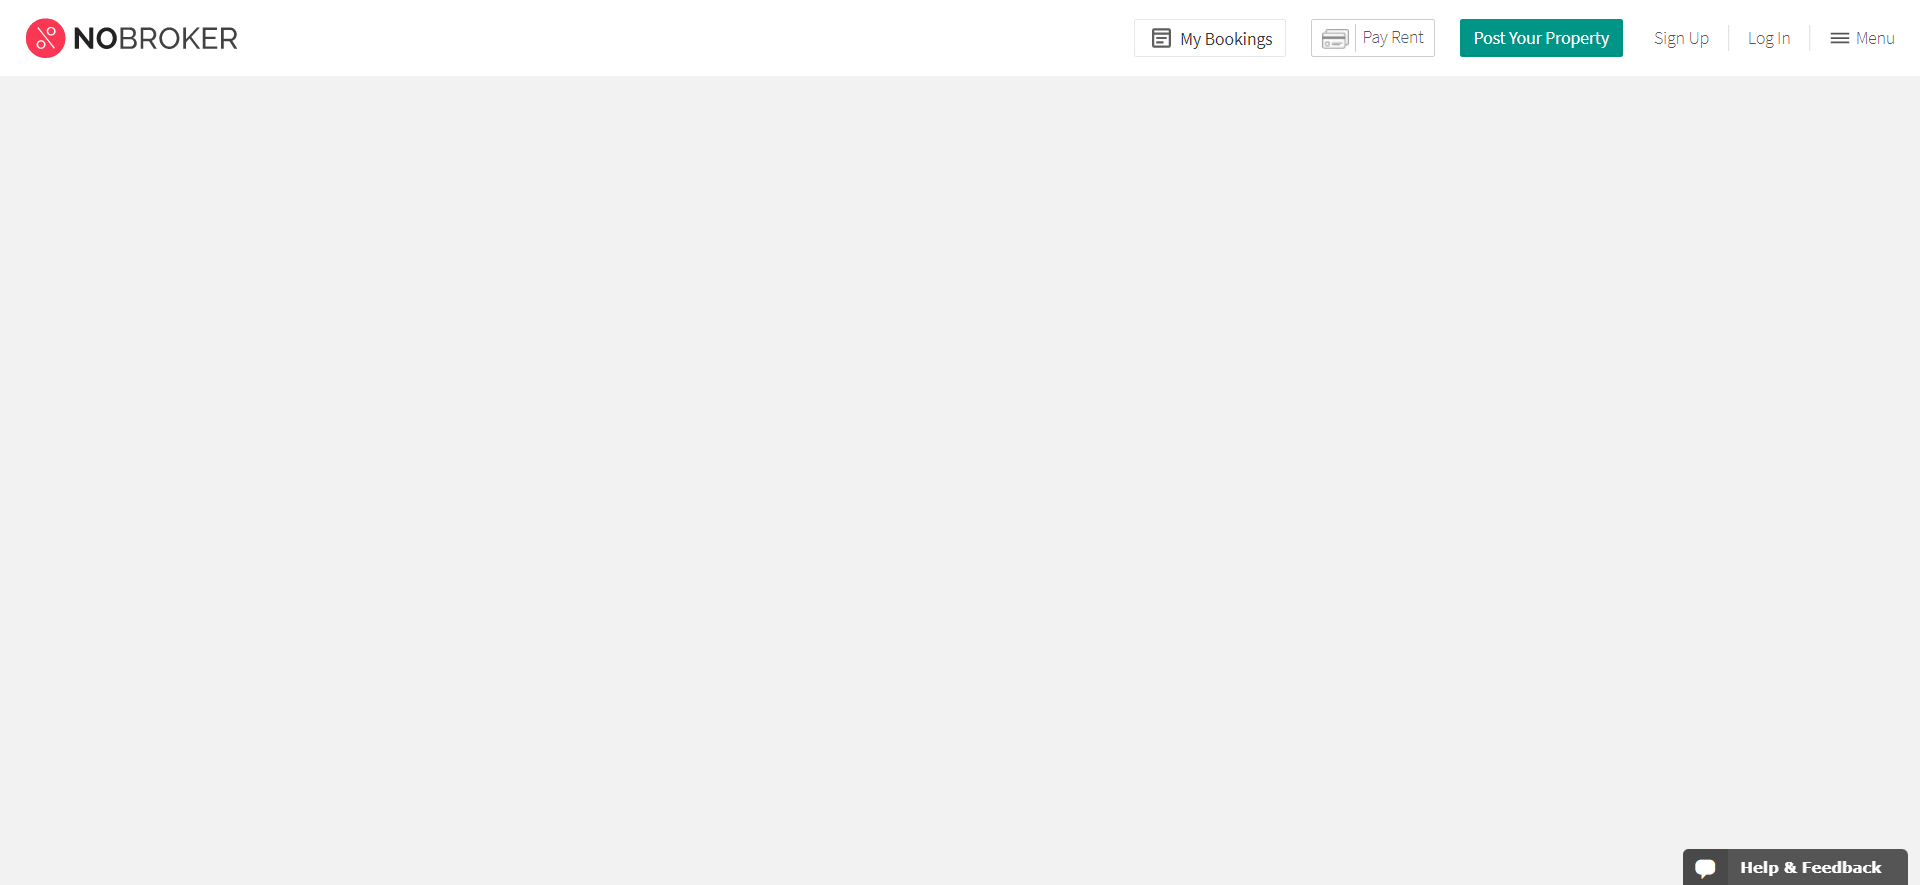 NOBROKER
My Bookings
Pay Rent
Post Your Property
Sign Up
Log In
Menu
Help & Feedback